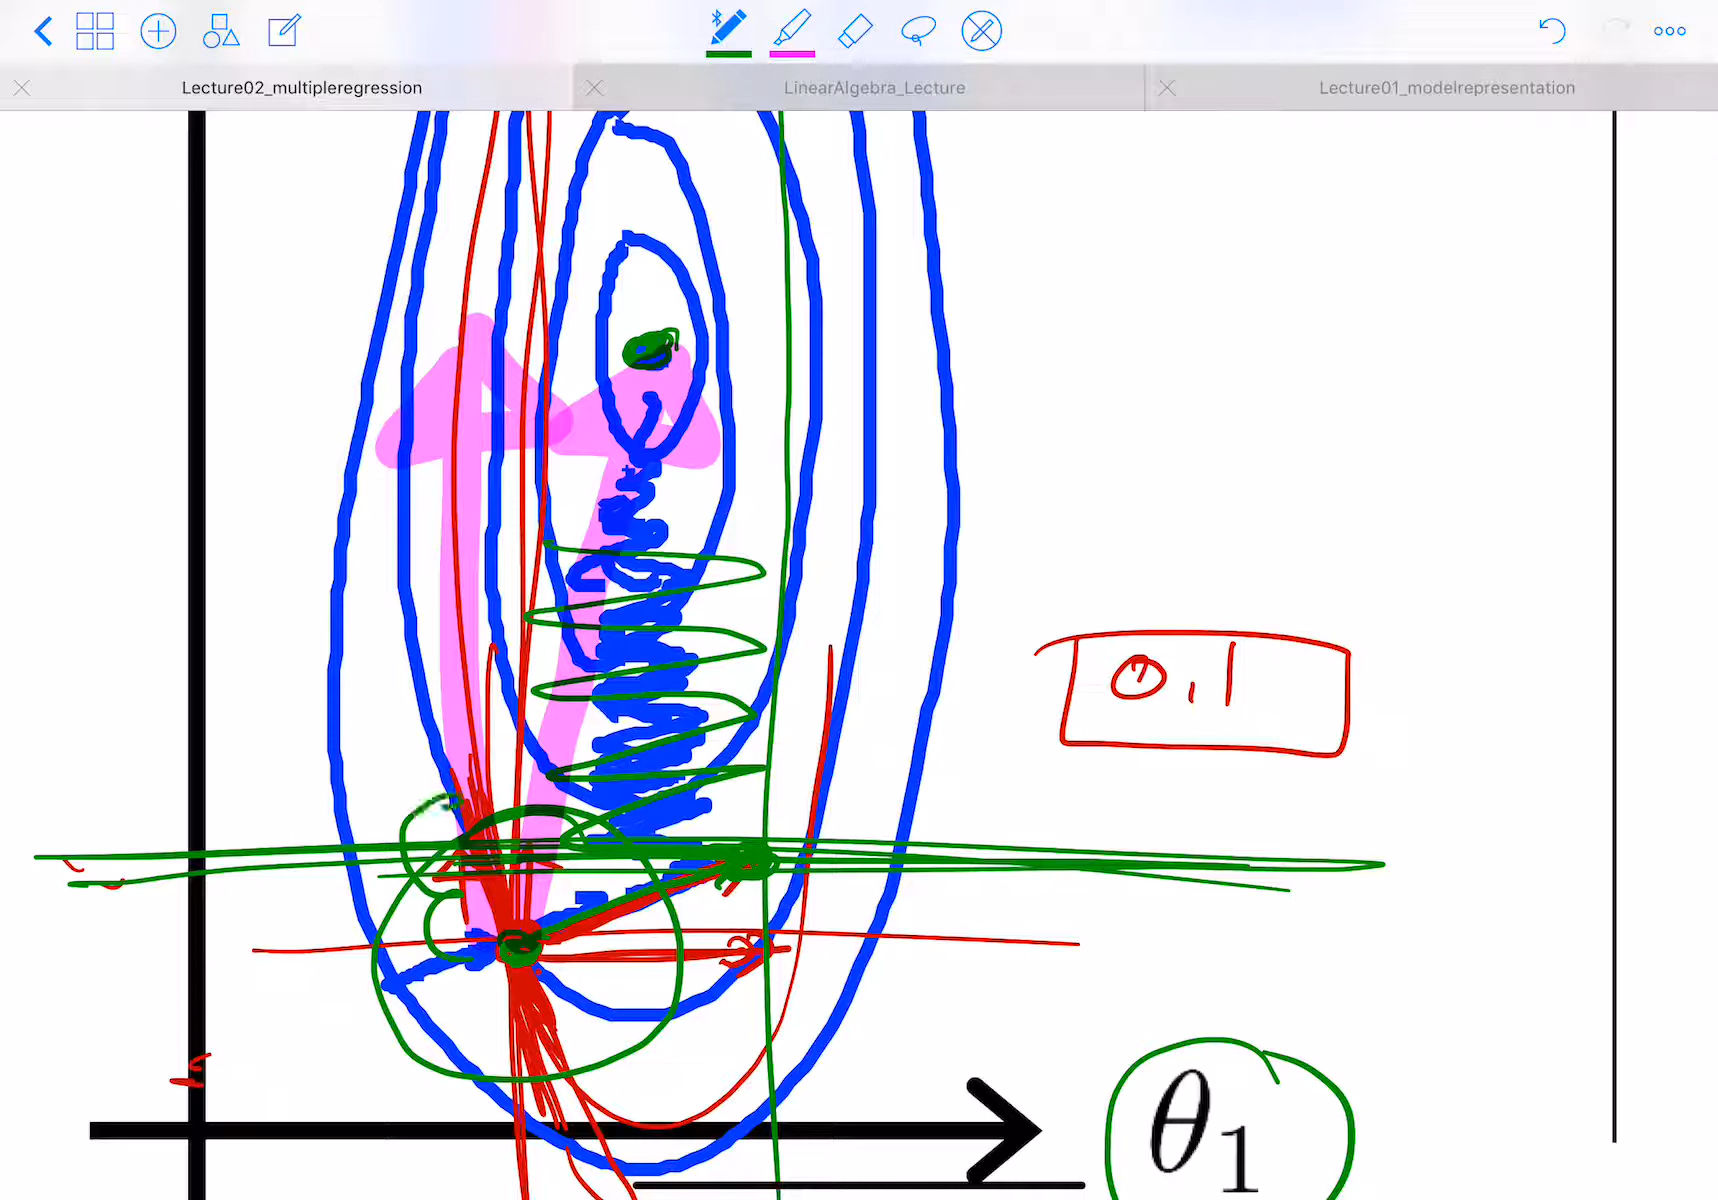 Lecture02_multipleregression
LinearAlgebra_Lecture
Lecture01_modelrepresentation
0.1
θ₁